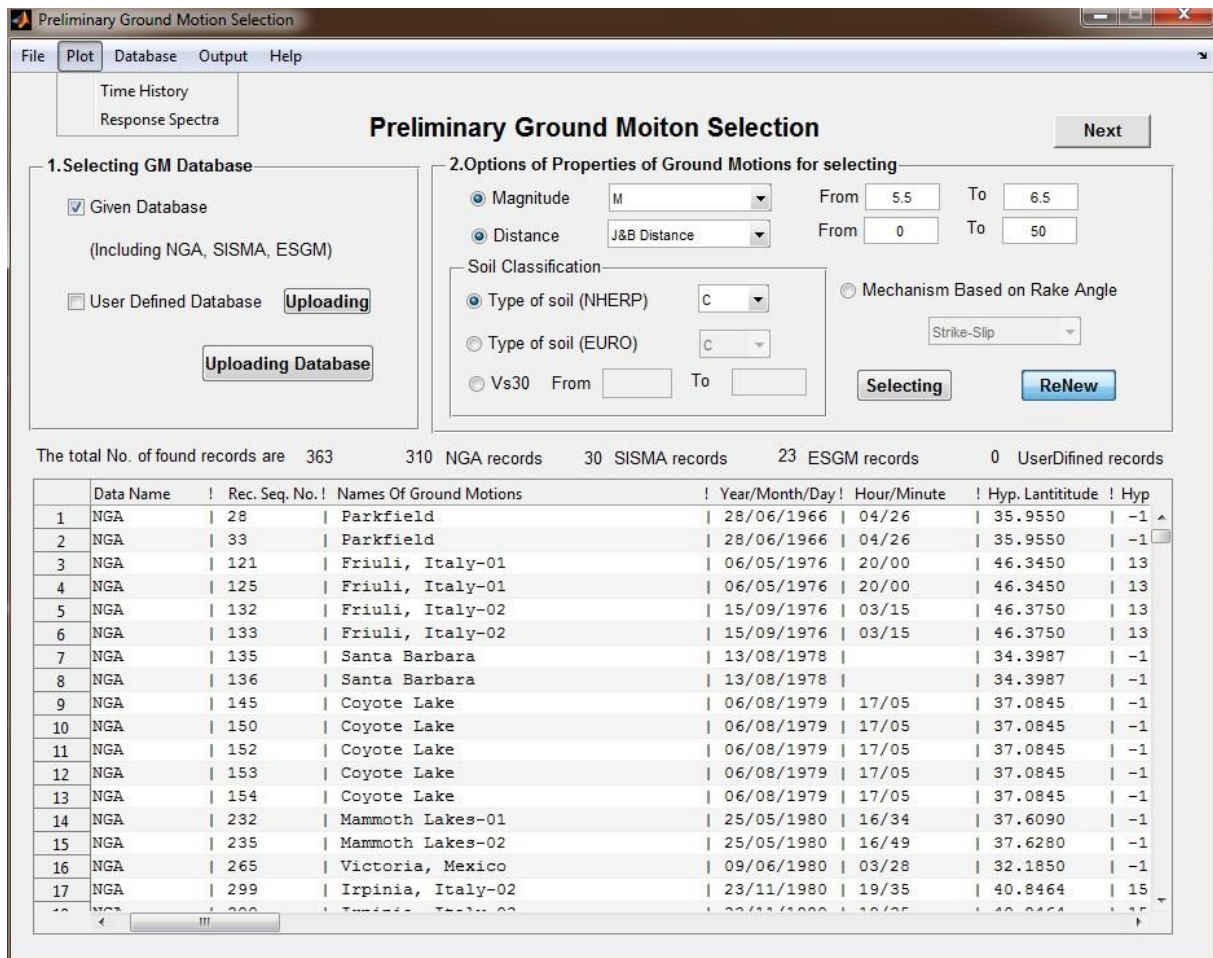 Preliminary Ground Motion Selection
File Plot Database Output Help
Time History
Response Spectra
Preliminary Ground Moiton Selection
Next
1.Selecting GM Database
Given Database
(Including NGA, SISMA, ESGM)
User Defined Database Uploading
Uploading Database
2.Options of Properties of Ground Motions for selecting
Magnitude M From 5.5 To 6.5
Distance J&B Distance From 0 To 50
Soil Classification
Type of soil (NHERP) C
Type of soil (EURO) C
Vs30 From To
Mechanism Based on Rake Angle
Strike-Slip
Selecting ReNew
The total No. of found records are 363 310 NGA records 30 SISMA records 23 ESGM records 0 UserDifined records
Data Name ! Rec. Seq. No. ! Names Of Ground Motions ! Year/Month/Day ! Hour/Minute ! Hyp. Lantititude ! Hyp
1 NGA | 28 | Parkfield | 28/06/1966 | 04/26 | 35.9550 | -1
2 NGA | 33 | Parkfield | 28/06/1966 | 04/26 | 35.9550 | -1
3 NGA | 121 | Friuli, Italy-01 | 06/05/1976 | 20/00 | 46.3450 | 13
4 NGA | 125 | Friuli, Italy-01 | 06/05/1976 | 20/00 | 46.3450 | 13
5 NGA | 132 | Friuli, Italy-02 | 15/09/1976 | 03/15 | 46.3750 | 13
6 NGA | 133 | Friuli, Italy-02 | 15/09/1976 | 03/15 | 46.3750 | 13
7 NGA | 135 | Santa Barbara | 13/08/1978 | | 34.3987 | -1
8 NGA | 136 | Santa Barbara | 13/08/1978 | | 34.3987 | -1
9 NGA | 145 | Coyote Lake | 06/08/1979 | 17/05 | 37.0845 | -1
10 NGA | 150 | Coyote Lake | 06/08/1979 | 17/05 | 37.0845 | -1
11 NGA | 152 | Coyote Lake | 06/08/1979 | 17/05 | 37.0845 | -1
12 NGA | 153 | Coyote Lake | 06/08/1979 | 17/05 | 37.0845 | -1
13 NGA | 154 | Coyote Lake | 06/08/1979 | 17/05 | 37.0845 | -1
14 NGA | 232 | Mammoth Lakes-01 | 25/05/1980 | 16/34 | 37.6090 | -1
15 NGA | 235 | Mammoth Lakes-02 | 25/05/1980 | 16/49 | 37.6280 | -1
16 NGA | 265 | Victoria, Mexico | 09/06/1980 | 03/28 | 32.1850 | -1
17 NGA | 299 | Irpinia, Italy-02 | 23/11/1980 | 19/35 | 40.8464 | 15